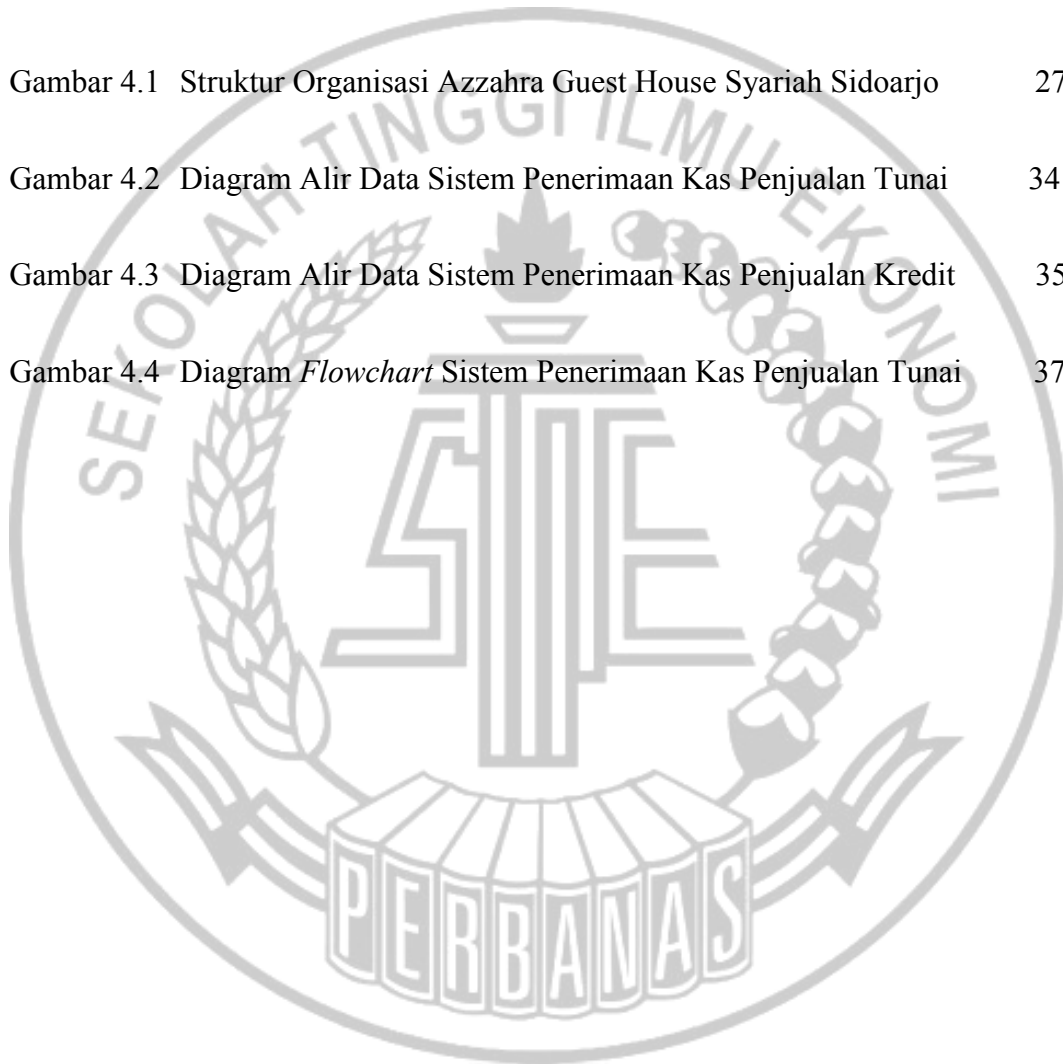 Gambar 4.1 Struktur Organisasi Azzahra Guest House Syariah Sidoarjo 27
Gambar 4.2 Diagram Alir Data Sistem Penerimaan Kas Penjualan Tunai 34
Gambar 4.3 Diagram Alir Data Sistem Penerimaan Kas Penjualan Kredit 35
Gambar 4.4 Diagram Flowchart Sistem Penerimaan Kas Penjualan Tunai 37
SEKOLAH TINGGI ILMU EKONOMI
STIE
PERBANAS